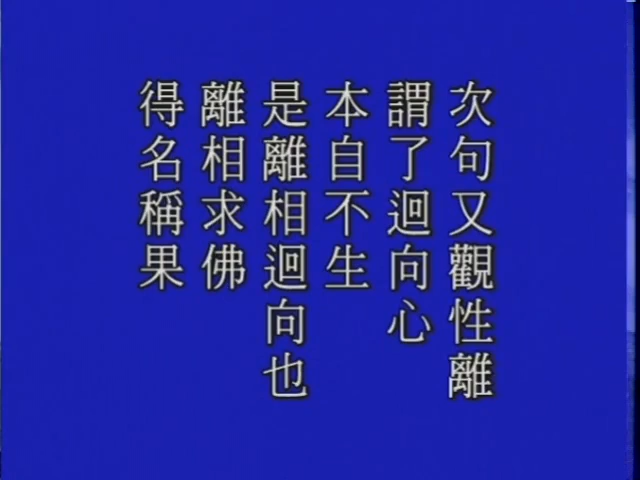 次句又觀性離
謂了迴向心
本自不生
是離相迴向也
離相求佛
得名稱果